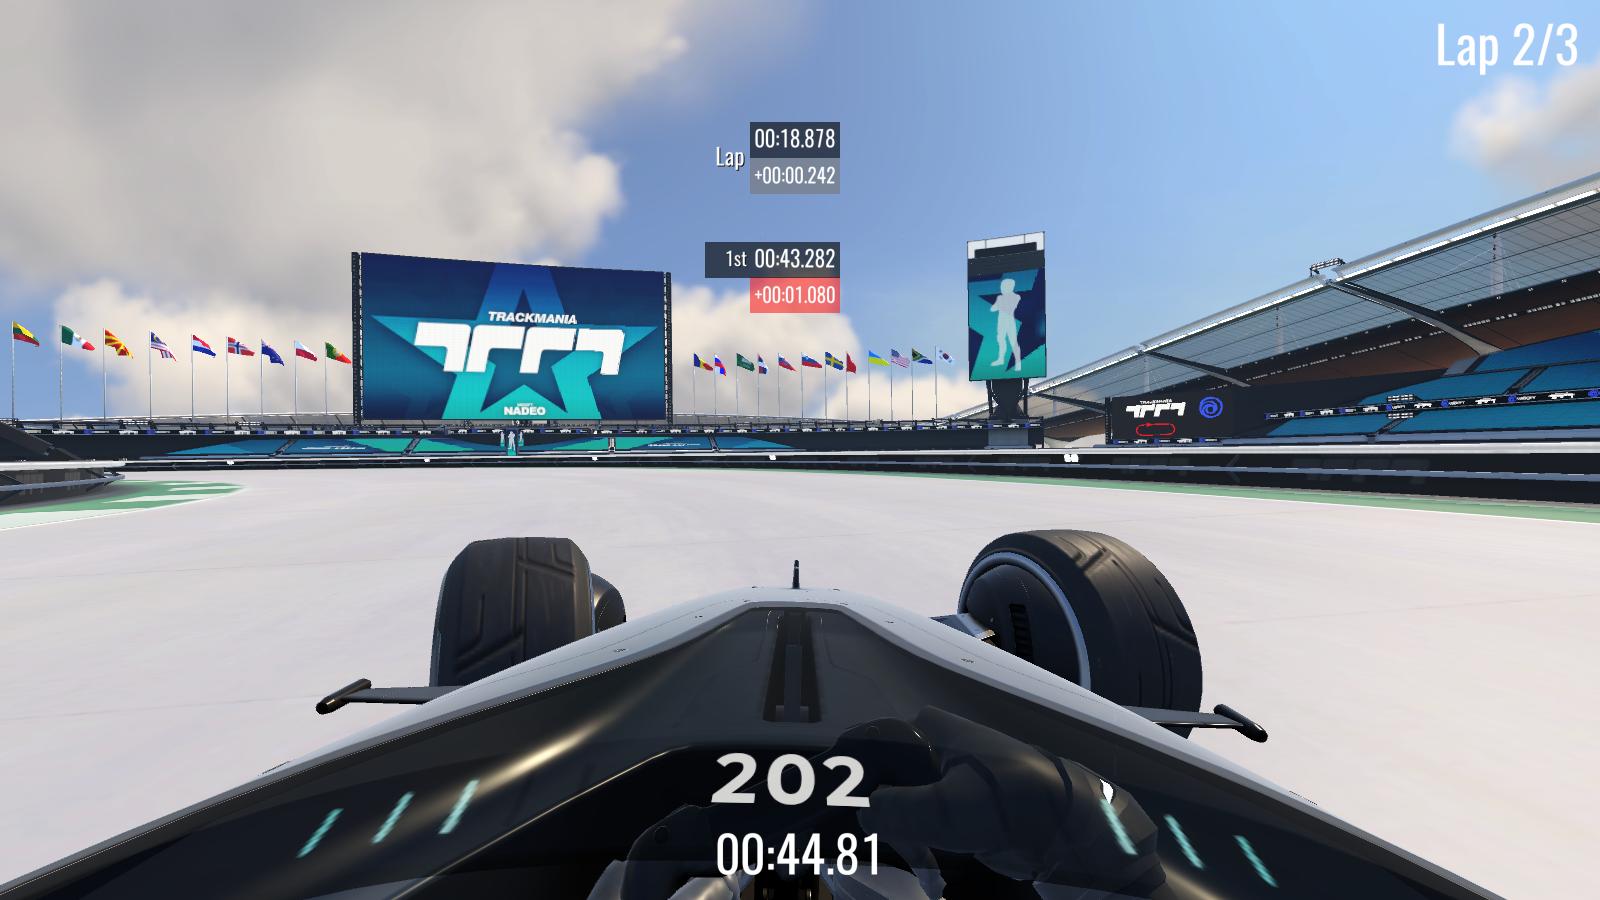 Lap 2/3
00:18.878
Lap
+00:00.242
1st 00:43.282
+00:01.080
TRACKMANIA
NADEO
TRACKMANIA
202
00:44.81